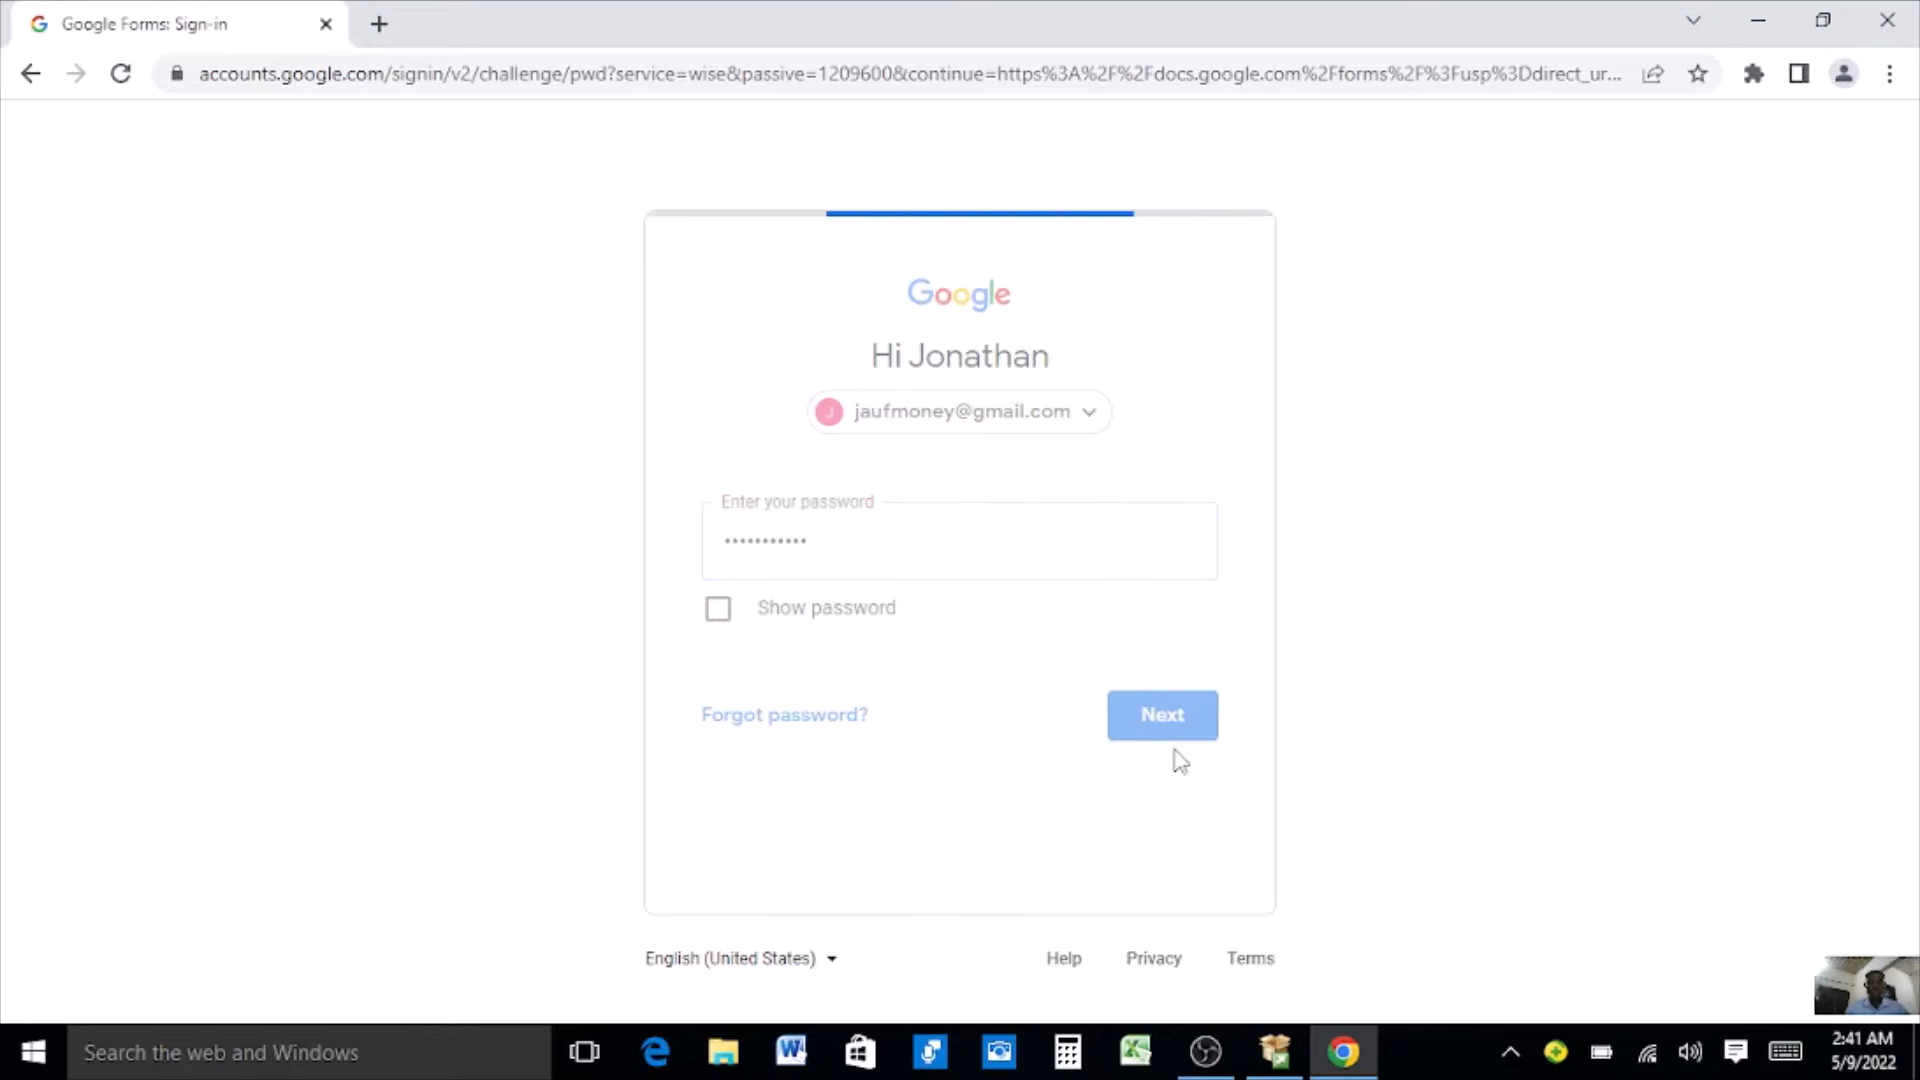 Google Forms: Sign-in
accounts.google.com/signin/v2/challenge/pwd?service=wise&passive=1209600&continue=https%3A%2F%2Fdocs.google.com%2Fforms%2F%3Fusp%3Ddirect_ur...
Google
Hi Jonathan
J jaufmoney@gmail.com
Enter your password
•••••••••••
Show password
Forgot password?
Next
English (United States)
Help Privacy Terms
Search the web and Windows
2:41 AM
5/9/2022